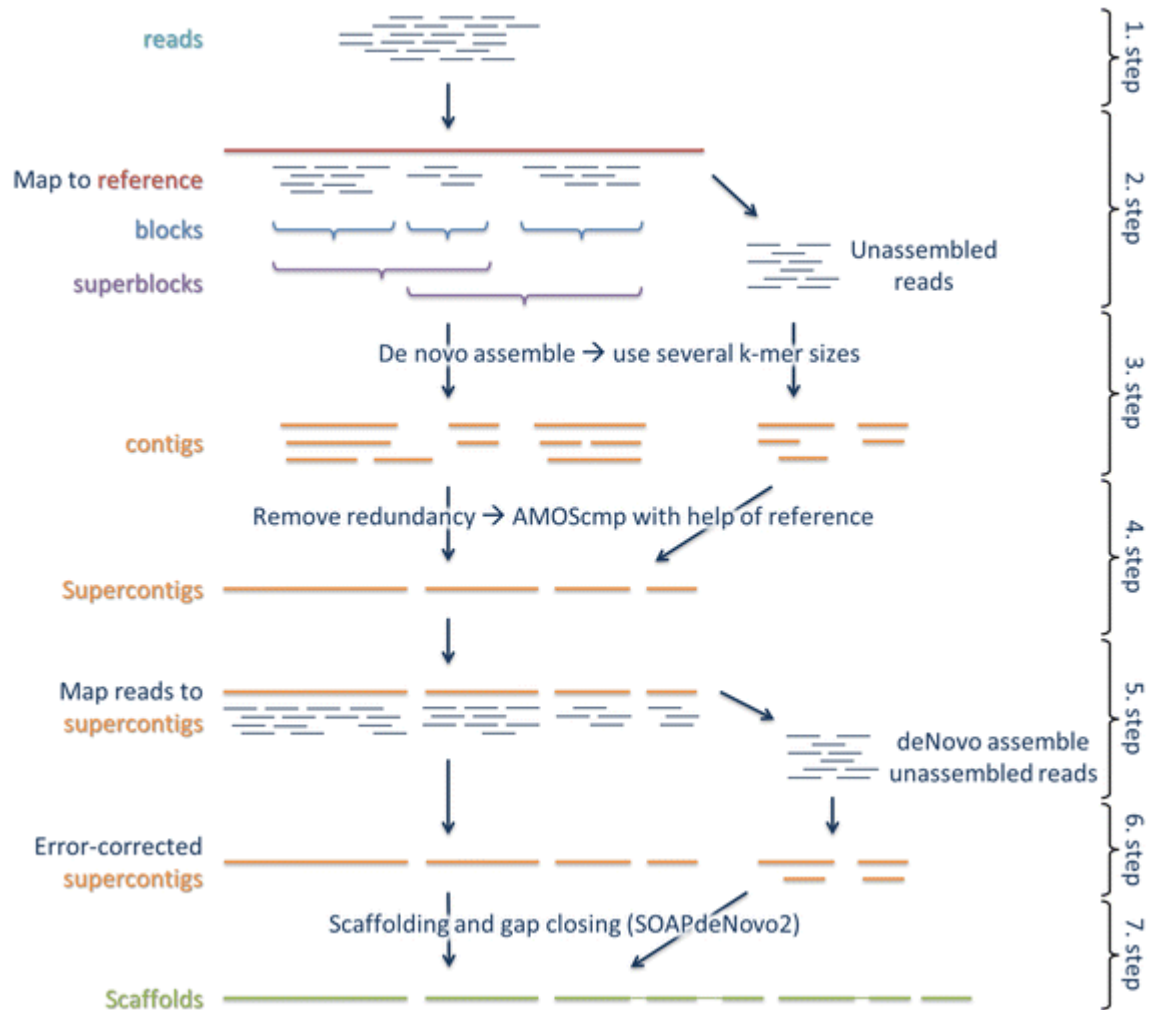 reads
1. step
Map to reference
blocks
superblocks
Unassembled
reads
2. step
De novo assemble → use several k-mer sizes
contigs
3. step
Remove redundancy → AMOScmp with help of reference
Supercontigs
4. step
Map reads to
supercontigs
deNovo assemble
unassembled reads
5. step
Error-corrected
supercontigs
6. step
Scaffolding and gap closing (SOAPdeNovo2)
Scaffolds
7. step